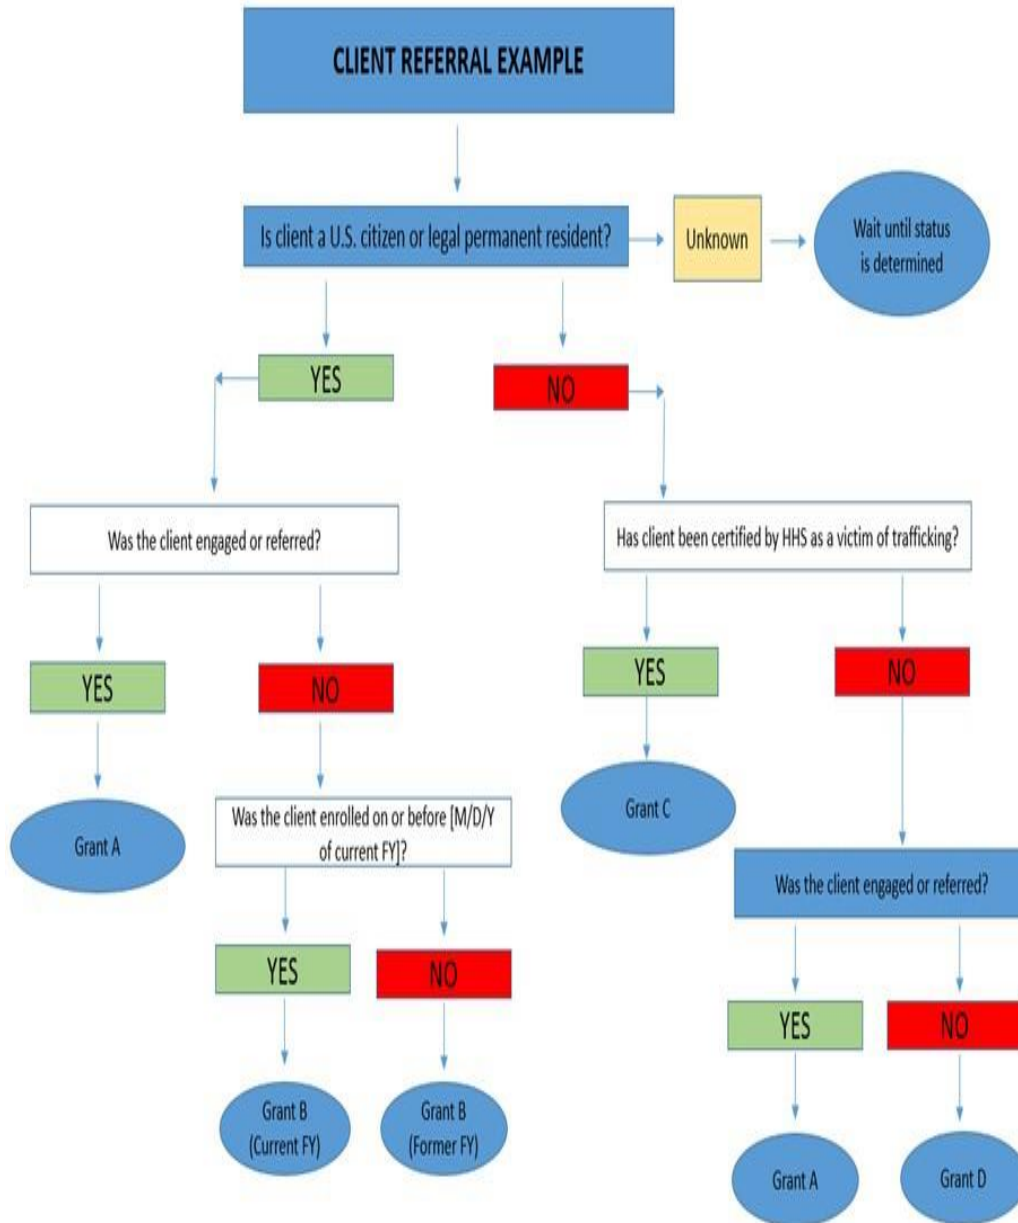 CLIENT REFERRAL EXAMPLE
Is client a U.S. citizen or legal permanent resident?
Unknown
Wait until status
is determined
YES
NO
Was the client engaged or referred?
Has client been certified by HHS as a victim of trafficking?
YES
NO
YES
NO
Grant A
Was the client enrolled on or before [M/D/Y
of current FY]?
Grant C
Was the client engaged or referred?
YES
NO
YES
NO
Grant B
(Current FY)
Grant B
(Former FY)
Grant A
Grant D